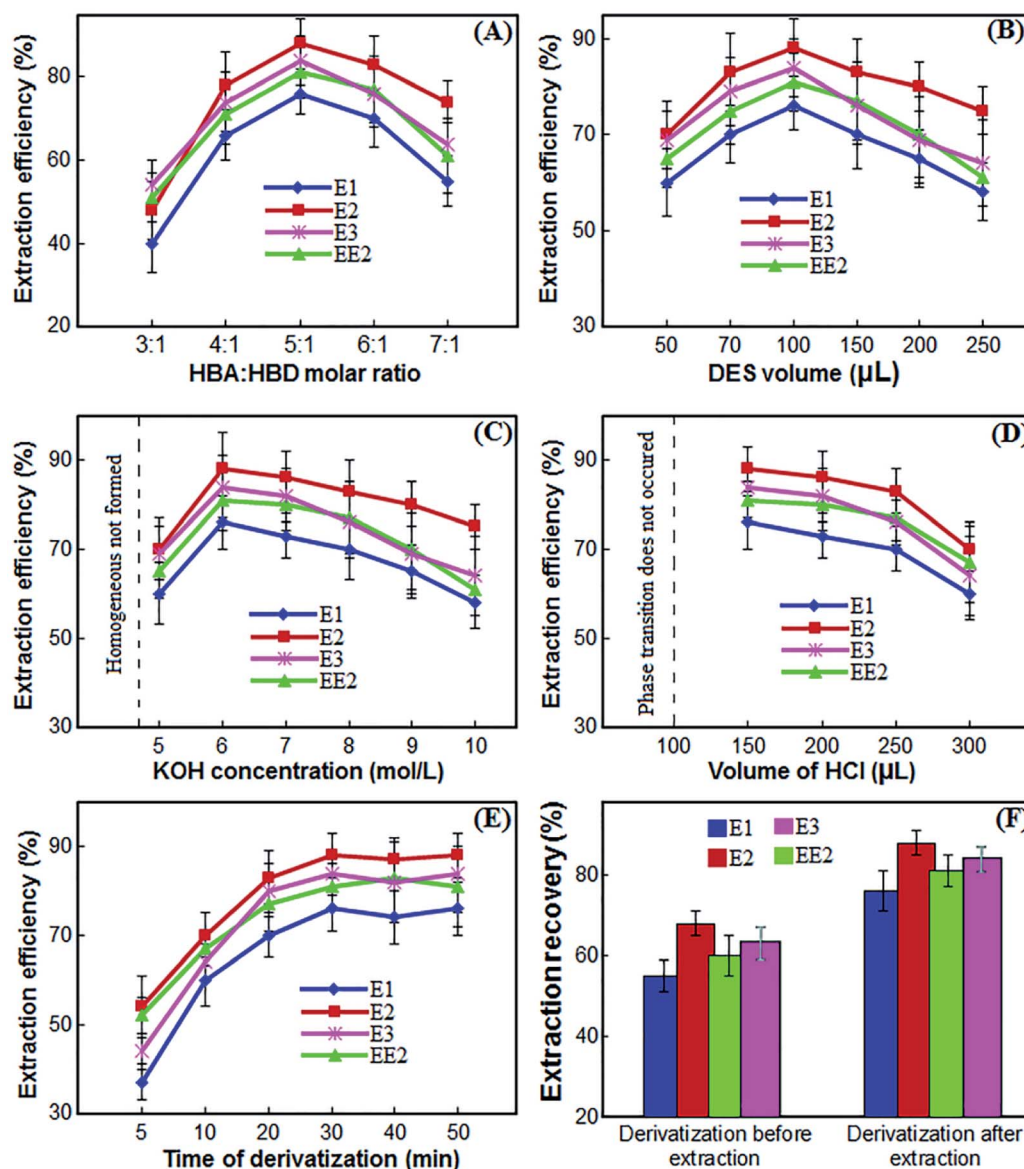 (A)
Extraction efficiency (%)
80
60
40
20
E1
E2
E3
EE2
3:1 4:1 5:1 6:1 7:1
HBA:HBD molar ratio
(B)
Extraction efficiency (%)
90
70
50
30
E1
E2
E3
EE2
50 70 100 150 200 250
DES volume (µL)
(C)
Extraction efficiency (%)
90
70
50
30
Homogeneous not formed
E1
E2
E3
EE2
5 6 7 8 9 10
KOH concentration (mol/L)
(D)
Extraction efficiency (%)
90
70
50
30
Phase transition does not occured
E1
E2
E3
EE2
100 150 200 250 300
Volume of HCl (µL)
(E)
Extraction efficiency (%)
90
70
50
30
E1
E2
E3
EE2
5 10 20 30 40 50
Time of derivatization (min)
(F)
Extractionrecovery(%)
80
60
40
20
E1 E3
E2 EE2
Derivatization before Derivatization after
extraction extraction